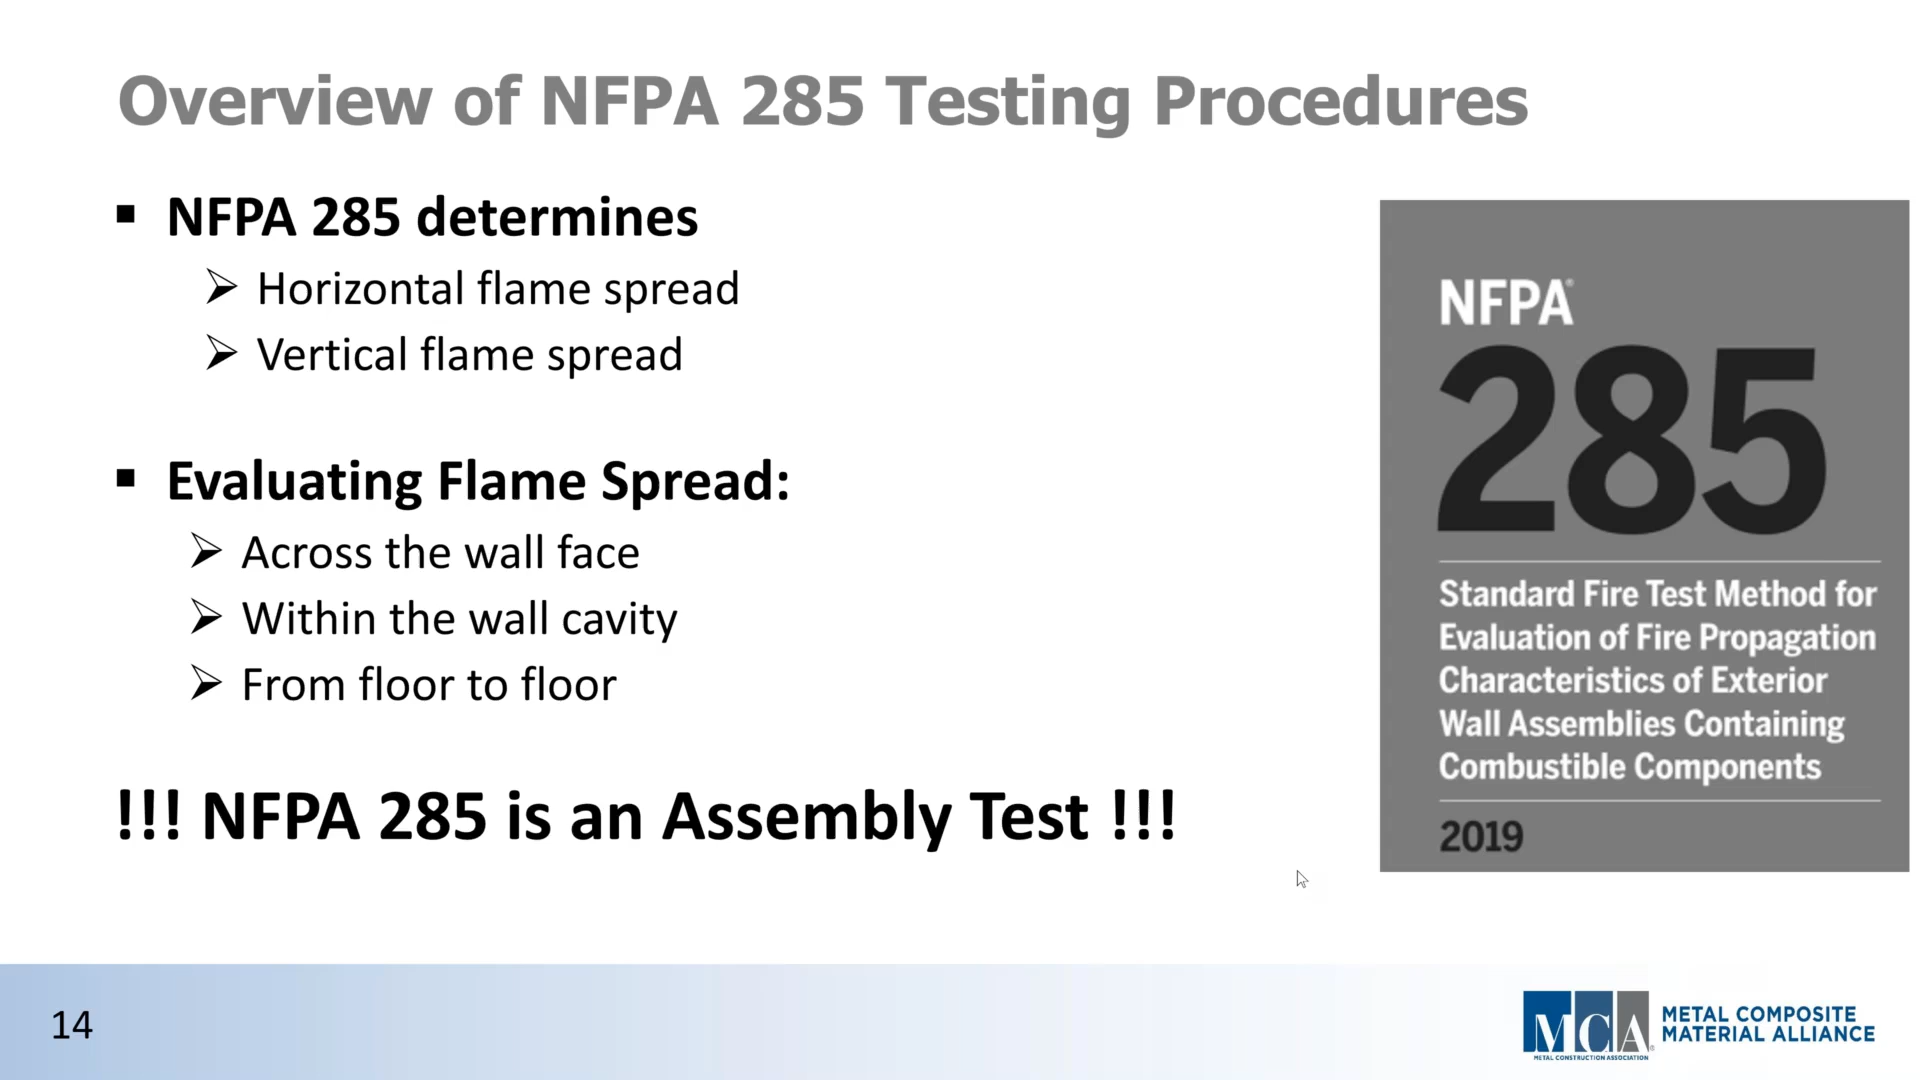 Overview of NFPA 285 Testing Procedures
▪ NFPA 285 determines
➢ Horizontal flame spread
➢ Vertical flame spread
▪ Evaluating Flame Spread:
➢ Across the wall face
➢ Within the wall cavity
➢ From floor to floor
!!! NFPA 285 is an Assembly Test !!!
NFPA®
285
Standard Fire Test Method for
Evaluation of Fire Propagation
Characteristics of Exterior
Wall Assemblies Containing
Combustible Components
2019
14
MCA®
METAL CONSTRUCTION ASSOCIATION
METAL COMPOSITE
MATERIAL ALLIANCE